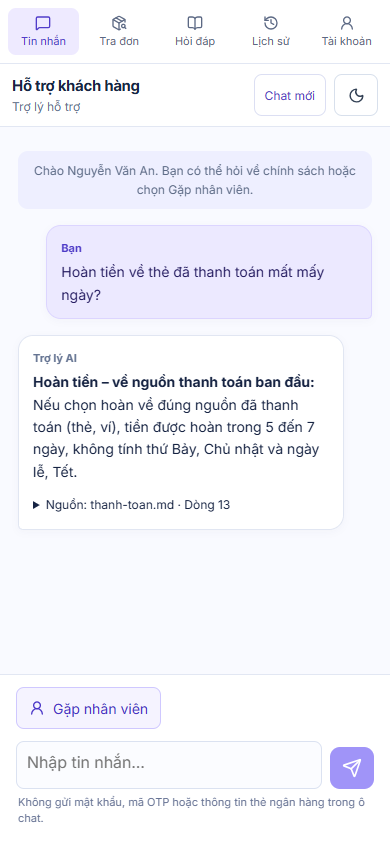 Tin nhắn
Tra đơn
Hỏi đáp
Lịch sử
Tài khoản
Hỗ trợ khách hàng
Trợ lý hỗ trợ
Chat mới
Chào Nguyễn Văn An. Bạn có thể hỏi về chính sách hoặc
chọn Gặp nhân viên.
Bạn
Hoàn tiền về thẻ đã thanh toán mất mấy
ngày?
Trợ lý AI
Hoàn tiền – về nguồn thanh toán ban đầu:
Nếu chọn hoàn về đúng nguồn đã thanh
toán (thẻ, ví), tiền được hoàn trong 5 đến 7
ngày, không tính thứ Bảy, Chủ nhật và ngày
lễ, Tết.
Nguồn: thanh-toan.md · Dòng 13
Gặp nhân viên
Nhập tin nhắn...
Không gửi mật khẩu, mã OTP hoặc thông tin thẻ ngân hàng trong ô
chat.